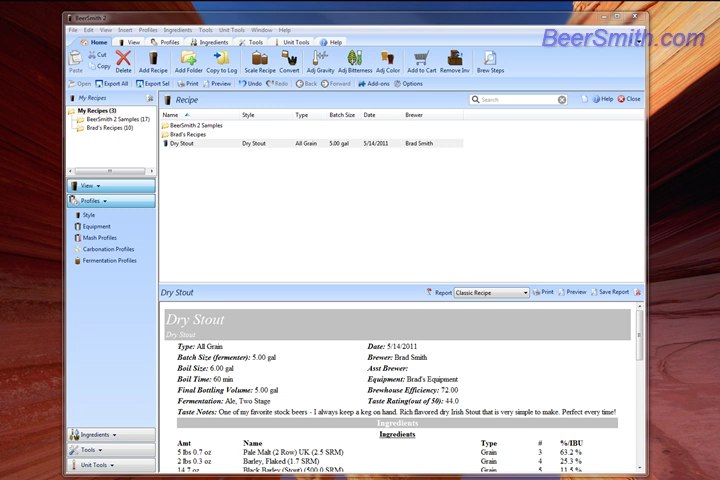 BeerSmith 2
BeerSmith.com
File Edit View Insert Profiles Ingredients Tools Unit Tools Window Help
Home View Profiles Ingredients Tools Unit Tools Help
Paste Cut Copy Delete Add Recipe Add Folder Copy to Log Scale Recipe Convert Adj Gravity Adj Bitterness Adj Color Add to Cart Remove Inv Brew Steps
Open Export All Export Sel Print Preview Undo Redo Back Forward Add-ons Options
My Recipes
Recipe Search Help Close
My Recipes (3)
BeerSmith 2 Samples (17)
Brad's Recipes (10)
Name Style Type Batch Size Date Brewer
BeerSmith 2 Samples
Brad's Recipes
Dry Stout Dry Stout All Grain 5.00 gal 5/14/2011 Brad Smith
View
Profiles
Style
Equipment
Mash Profiles
Carbonation Profiles
Fermentation Profiles
Ingredients
Tools
Unit Tools
Dry Stout Report Classic Recipe Print Preview Save Report
Dry Stout
Dry Stout
Type: All Grain Date: 5/14/2011
Batch Size (fermenter): 5.00 gal Brewer: Brad Smith
Boil Size: 6.00 gal Asst Brewer:
Boil Time: 60 min Equipment: Brad's Equipment
Final Bottling Volume: 5.00 gal Brewhouse Efficiency: 72.00
Fermentation: Ale, Two Stage Taste Rating(out of 50): 44.0
Taste Notes: One of my favorite stock beers - I always keep a keg on hand. Rich flavored dry Irish Stout that is very simple to make. Perfect every time!
Ingredients
Ingredients
Amt Name Type # %/IBU
5 lbs 0.7 oz Pale Malt (2 Row) UK (2.5 SRM) Grain 3 63.2 %
2 lbs 0.3 oz Barley, Flaked (1.7 SRM) Grain 4 25.3 %
14.7 oz Black Barley (Stout) (500.0 SRM) Grain 5 11.5 %